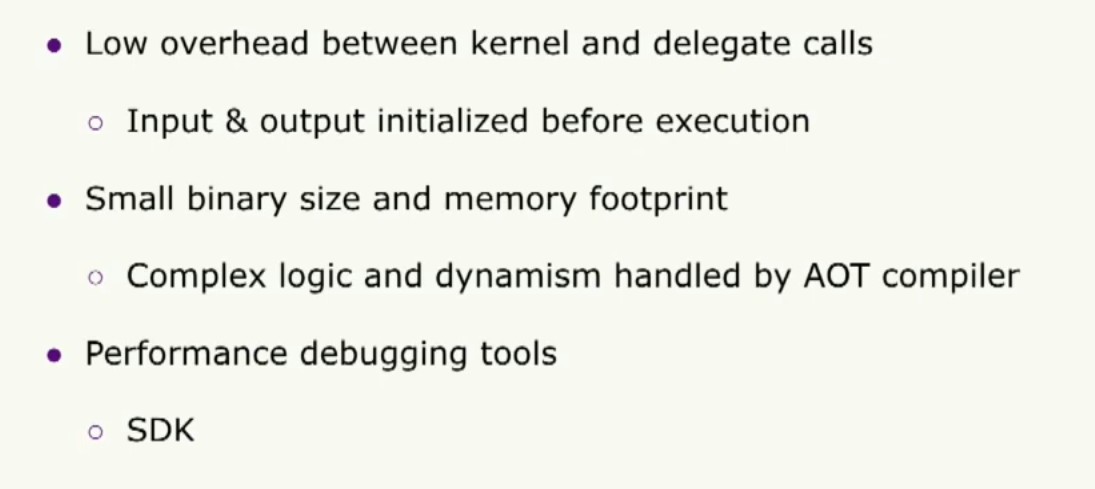 • Low overhead between kernel and delegate calls
○ Input & output initialized before execution
• Small binary size and memory footprint
○ Complex logic and dynamism handled by AOT compiler
• Performance debugging tools
○ SDK